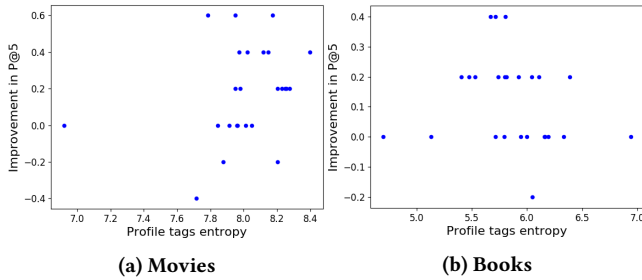 0.6
0.4
0.2
0.0
−0.2
−0.4
Improvement in P@5
7.0 7.2 7.4 7.6 7.8 8.0 8.2 8.4
Profile tags entropy
(a) Movies
0.4
0.3
0.2
0.1
0.0
−0.1
−0.2
Improvement in P@5
5.0 5.5 6.0 6.5 7.0
Profile tags entropy
(b) Books